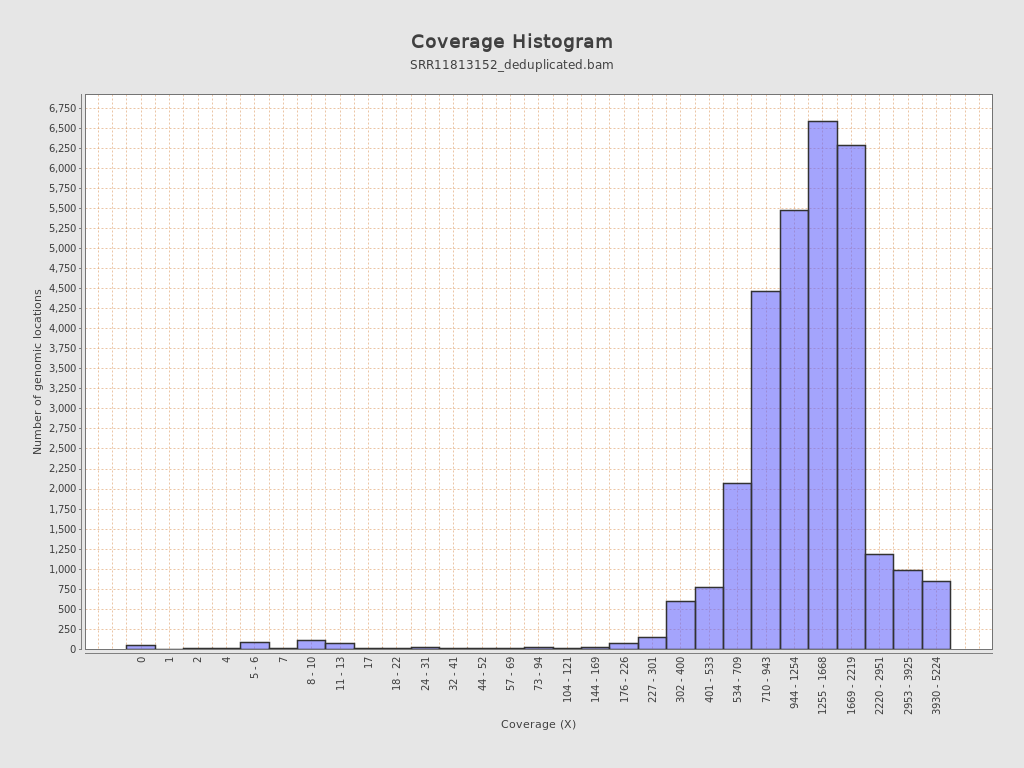 Coverage Histogram
SRR11813152_deduplicated.bam
6,750
6,500
6,250
6,000
5,750
5,500
5,250
5,000
4,750
4,500
4,250
4,000
3,750
3,500
3,250
3,000
2,750
2,500
2,250
2,000
1,750
1,500
1,250
1,000
750
500
250
0
Number of genomic locations
0
1
2
4
5 - 6
7
8 - 10
11 - 13
17
18 - 22
24 - 31
32 - 41
44 - 52
57 - 69
73 - 94
104 - 121
144 - 169
176 - 226
227 - 301
302 - 400
401 - 533
534 - 709
710 - 943
944 - 1254
1255 - 1668
1669 - 2219
2220 - 2951
2953 - 3925
3930 - 5224
Coverage (X)